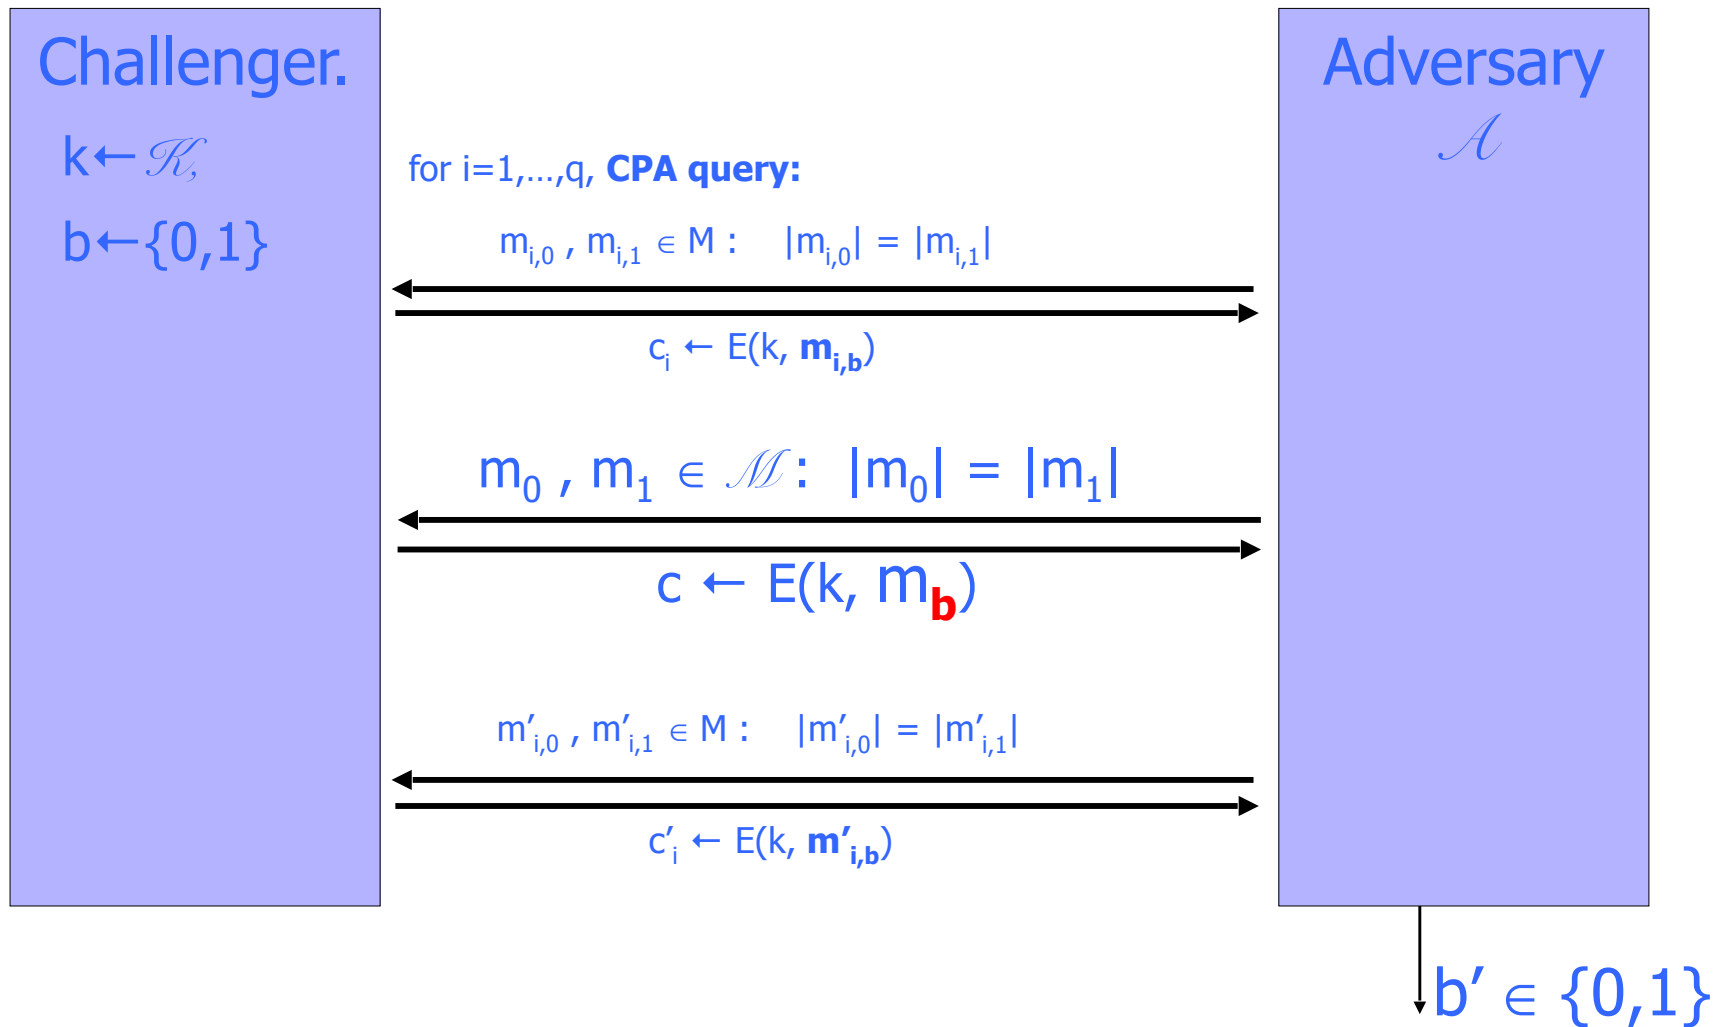 Challenger.
k←𝒦,
b←{0,1}
Adversary
𝒜
for i=1,…,q, CPA query:
m_{i,0} , m_{i,1} ∈ M :   |m_{i,0}| = |m_{i,1}|
c_i ← E(k, m_{i,b})
m_0 , m_1 ∈ ℳ :  |m_0| = |m_1|
c ← E(k, m_b)
m′_{i,0} , m′_{i,1} ∈ M :   |m′_{i,0}| = |m′_{i,1}|
c′_i ← E(k, m′_{i,b})
b′ ∈ {0,1}